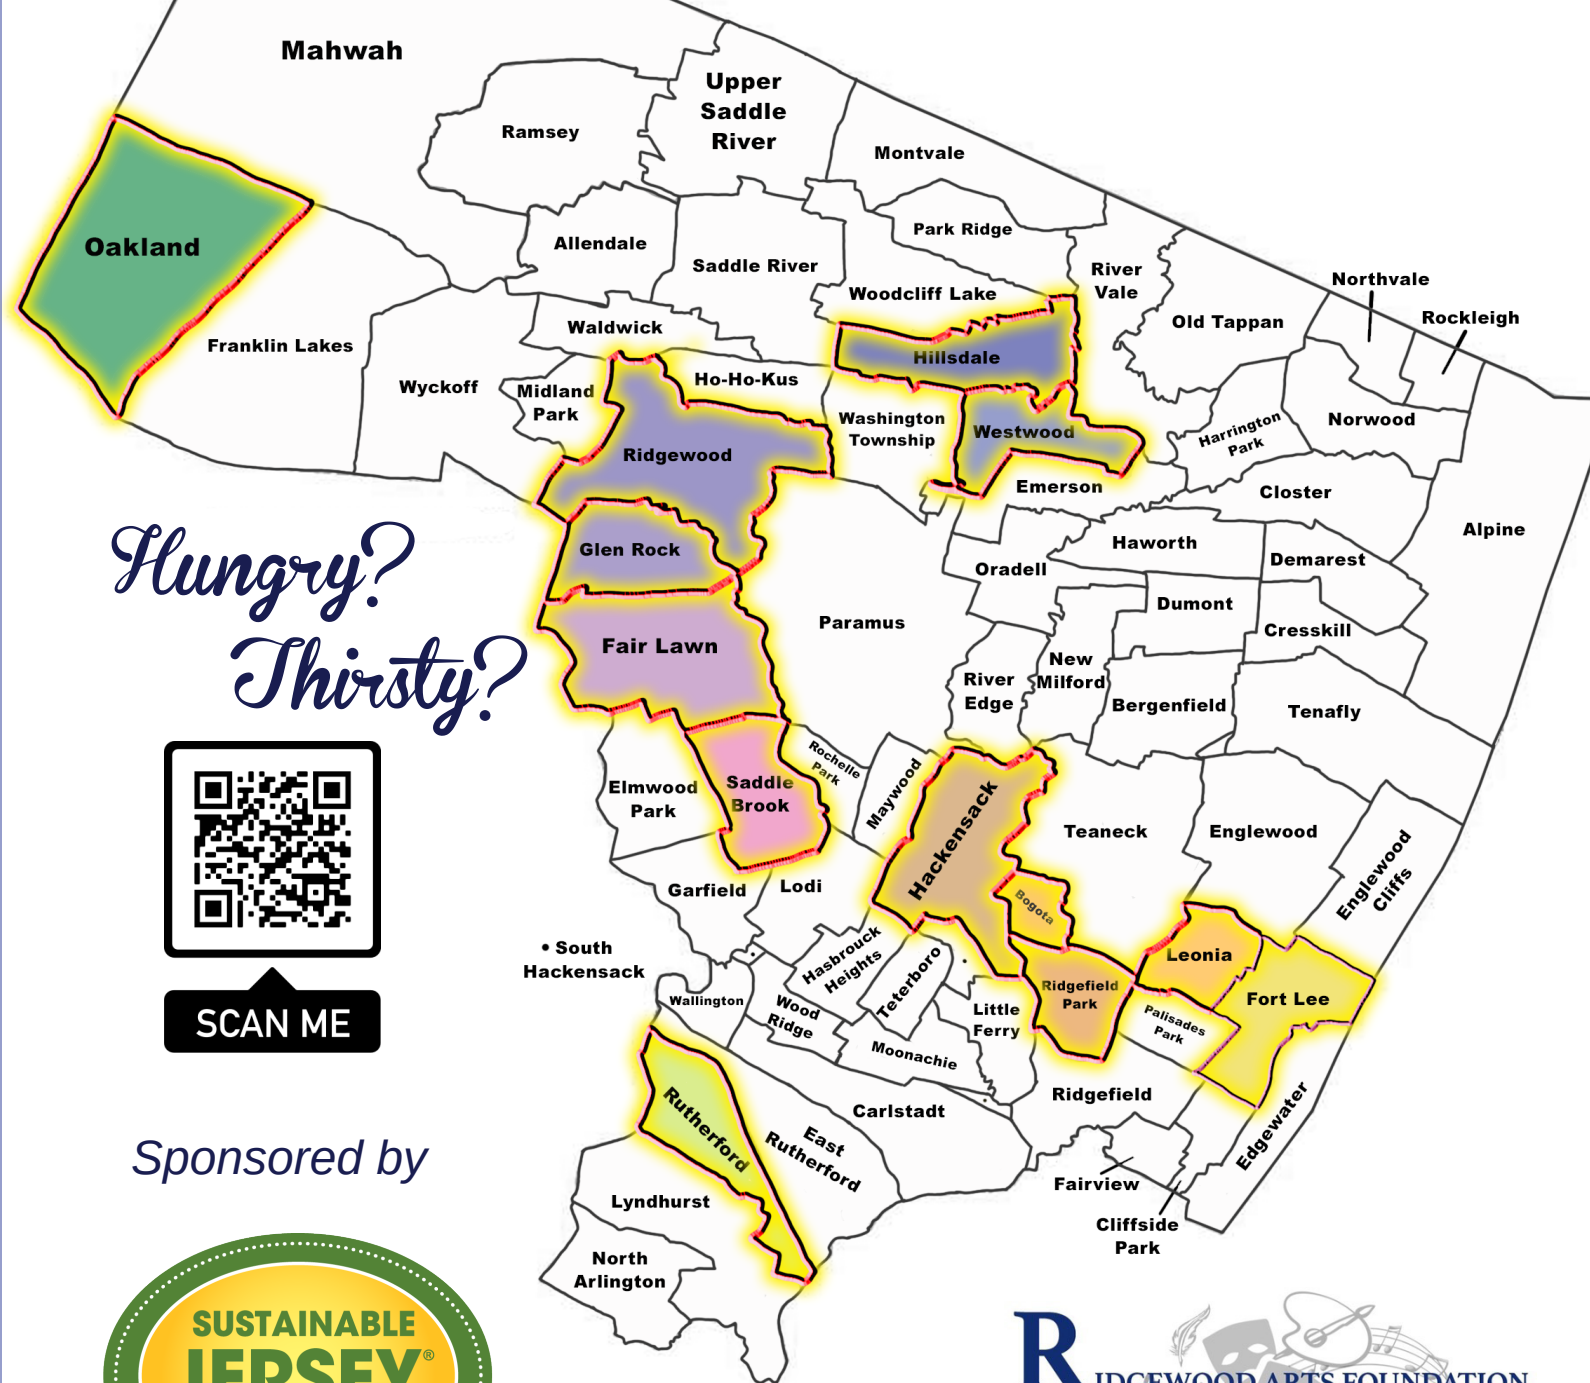 Mahwah
Upper
Saddle
River
Ramsey
Montvale
Park Ridge
Allendale
Saddle River
Oakland
River
Vale
Woodcliff Lake
Northvale
Rockleigh
Old Tappan
Waldwick
Franklin Lakes
Hillsdale
Wyckoff
Ho-Ho-Kus
Midland
Park
Washington
Township
Westwood
Harrington
Park
Norwood
Ridgewood
Emerson
Closter
Alpine
Hungry?
Thirsty?
Glen Rock
Haworth
Oradell
Demarest
Dumont
Paramus
Cresskill
Fair Lawn
New
Milford
River
Edge
Bergenfield
Tenafly
Rochelle
Park
Maywood
Elmwood
Park
Saddle
Brook
Hackensack
Teaneck
Englewood
Englewood
Cliffs
Garfield
Lodi
Bogota
• South
Hackensack
Hasbrouck
Heights
Teterboro
Leonia
Ridgefield
Park
Fort Lee
Wallington
Wood
Ridge
Little
Ferry
Palisades
Park
Moonachie
SCAN ME
Ridgefield
Rutherford
Carlstadt
East
Rutherford
Edgewater
Fairview
Cliffside
Park
Lyndhurst
North
Arlington
Sponsored by
SUSTAINABLE
JERSEY®
RIDGEWOOD ARTS FOUNDATION